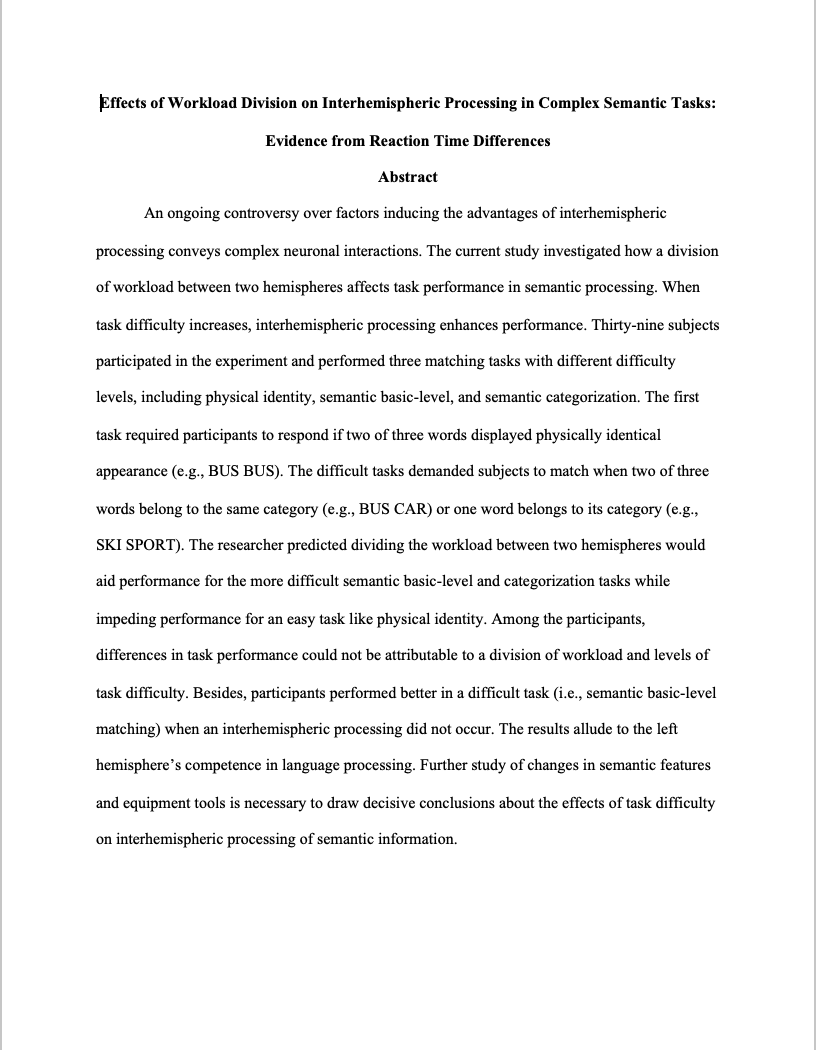 Effects of Workload Division on Interhemispheric Processing in Complex Semantic Tasks:
Evidence from Reaction Time Differences
Abstract
An ongoing controversy over factors inducing the advantages of interhemispheric
processing conveys complex neuronal interactions. The current study investigated how a division
of workload between two hemispheres affects task performance in semantic processing. When
task difficulty increases, interhemispheric processing enhances performance. Thirty-nine subjects
participated in the experiment and performed three matching tasks with different difficulty
levels, including physical identity, semantic basic-level, and semantic categorization. The first
task required participants to respond if two of three words displayed physically identical
appearance (e.g., BUS BUS). The difficult tasks demanded subjects to match when two of three
words belong to the same category (e.g., BUS CAR) or one word belongs to its category (e.g.,
SKI SPORT). The researcher predicted dividing the workload between two hemispheres would
aid performance for the more difficult semantic basic-level and categorization tasks while
impeding performance for an easy task like physical identity. Among the participants,
differences in task performance could not be attributable to a division of workload and levels of
task difficulty. Besides, participants performed better in a difficult task (i.e., semantic basic-level
matching) when an interhemispheric processing did not occur. The results allude to the left
hemisphere’s competence in language processing. Further study of changes in semantic features
and equipment tools is necessary to draw decisive conclusions about the effects of task difficulty
on interhemispheric processing of semantic information.